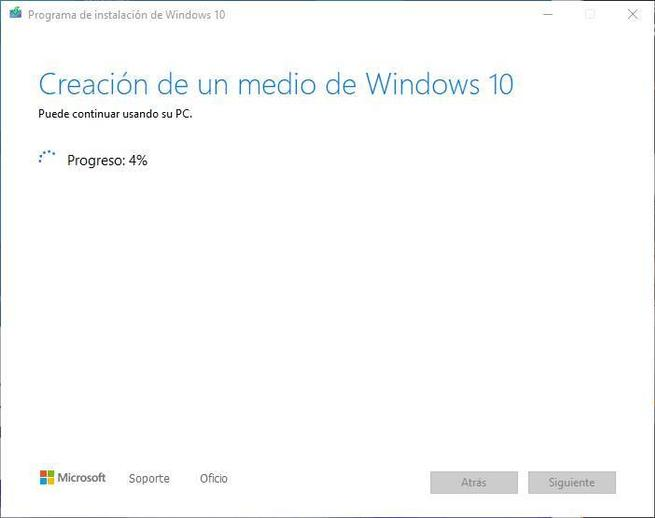 Programa de instalación de Windows 10
Creación de un medio de Windows 10
Puede continuar usando su PC.
Progreso: 4%
Microsoft Soporte Oficio Atrás Siguiente